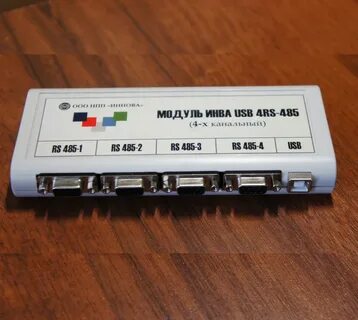 ООО НПП «ИННОВА»
МОДУЛЬ ИНВА USB 4RS-485
(4-х канальный)
RS 485-1 RS 485-2 RS 485-3 RS 485-4 USB